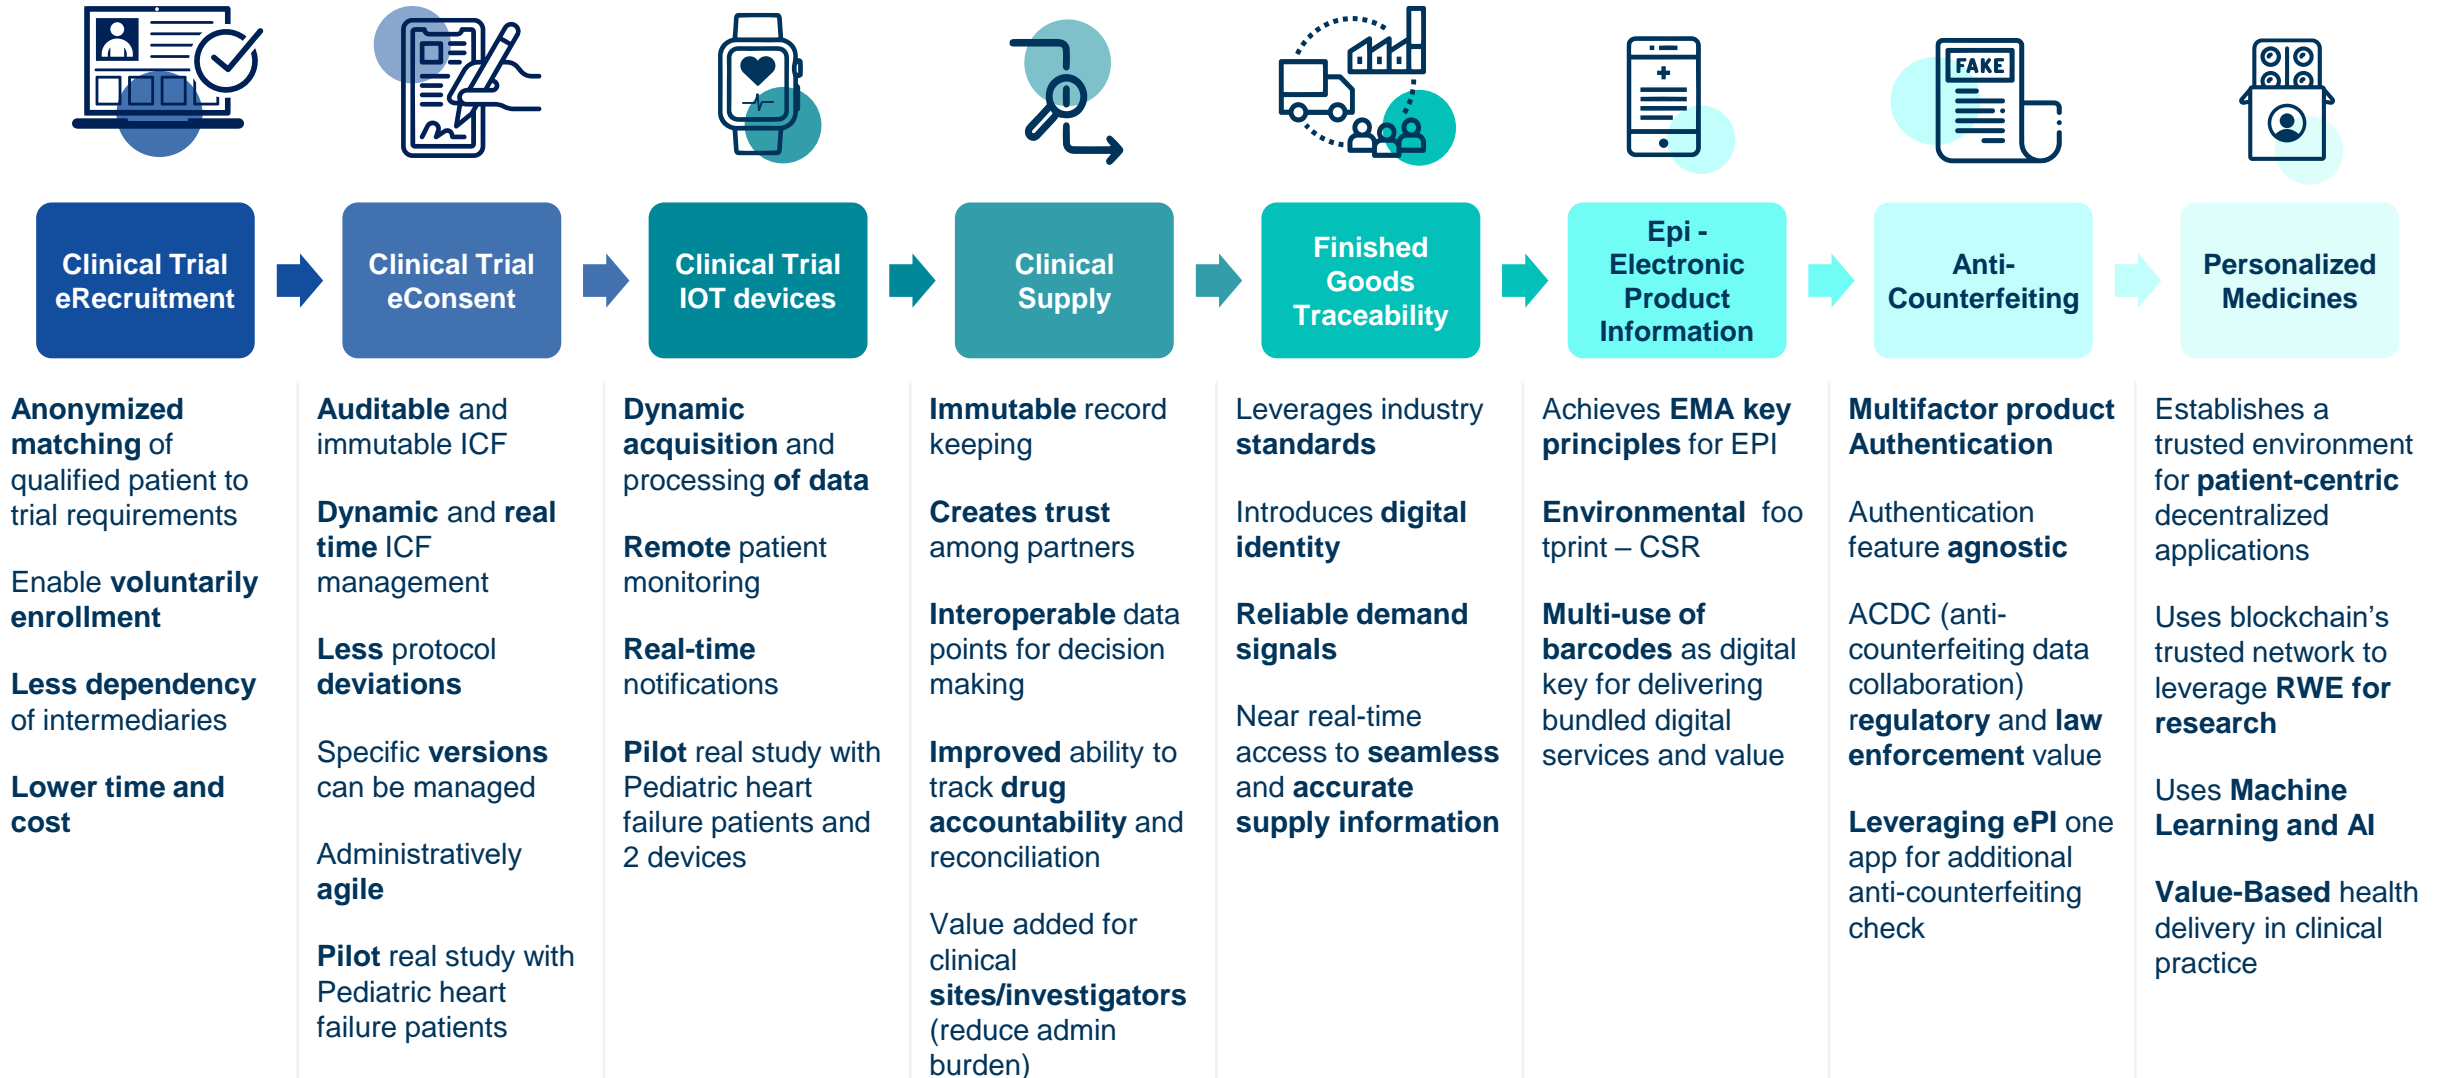 FAKE
Clinical Trial
eRecruitment
Clinical Trial
eConsent
Clinical Trial
IOT devices
Clinical
Supply
Finished
Goods
Traceability
Epi -
Electronic
Product
Information
Anti-
Counterfeiting
Personalized
Medicines
Anonymized
matching of
qualified patient to
trial requirements
Enable voluntarily
enrollment
Less dependency
of intermediaries
Lower time and
cost
Auditable and
immutable ICF
Dynamic and real
time ICF
management
Less protocol
deviations
Specific versions
can be managed
Administratively
agile
Pilot real study with
Pediatric heart
failure patients
Dynamic
acquisition and
processing of data
Remote patient
monitoring
Real-time
notifications
Pilot real study with
Pediatric heart
failure patients and
2 devices
Immutable record
keeping
Creates trust
among partners
Interoperable data
points for decision
making
Improved ability to
track drug
accountability and
reconciliation
Value added for
clinical
sites/investigators
(reduce admin
burden)
Leverages industry
standards
Introduces digital
identity
Reliable demand
signals
Near real-time
access to seamless
and accurate
supply information
Achieves EMA key
principles for EPI
Environmental foo
tprint – CSR
Multi-use of
barcodes as digital
key for delivering
bundled digital
services and value
Multifactor product
Authentication
Authentication
feature agnostic
ACDC (anti-
counterfeiting data
collaboration)
regulatory and law
enforcement value
Leveraging ePI one
app for additional
anti-counterfeiting
check
Establishes a
trusted environment
for patient-centric
decentralized
applications
Uses blockchain’s
trusted network to
leverage RWE for
research
Uses Machine
Learning and AI
Value-Based health
delivery in clinical
practice